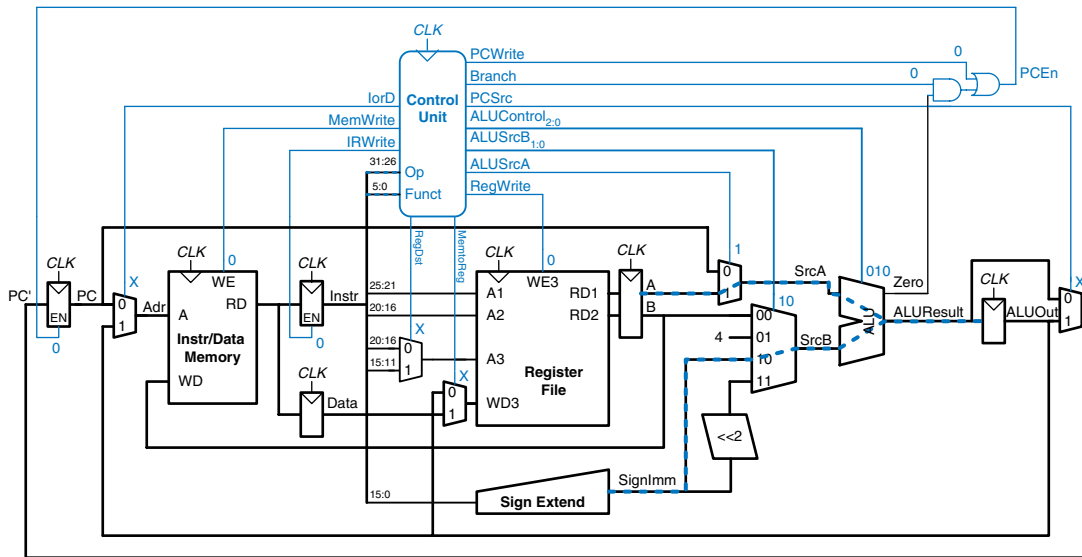 CLK
PCWrite
0
Branch
0
PCEn
IorD
Control
Unit
PCSrc
MemWrite
ALUControl2:0
IRWrite
ALUSrcB1:0
31:26
Op
ALUSrcA
5:0
Funct
RegWrite
RegDst
MemtoReg
CLK
X
CLK
0
CLK
CLK
0
CLK
1
010
CLK
X
PC'
PC
EN
0
0
1
Adr
WE
RD
A
Instr/Data
Memory
WD
EN
0
Instr
25:21
20:16
20:16
15:11
X
0
1
A1
A2
A3
WE3
RD1
RD2
Register
File
WD3
X
0
1
CLK
Data
A
B
0
1
SrcA
10
00
4
01
10
11
SrcB
ALU
Zero
ALUResult
ALUOut
0
1
<<2
SignImm
15:0
Sign Extend